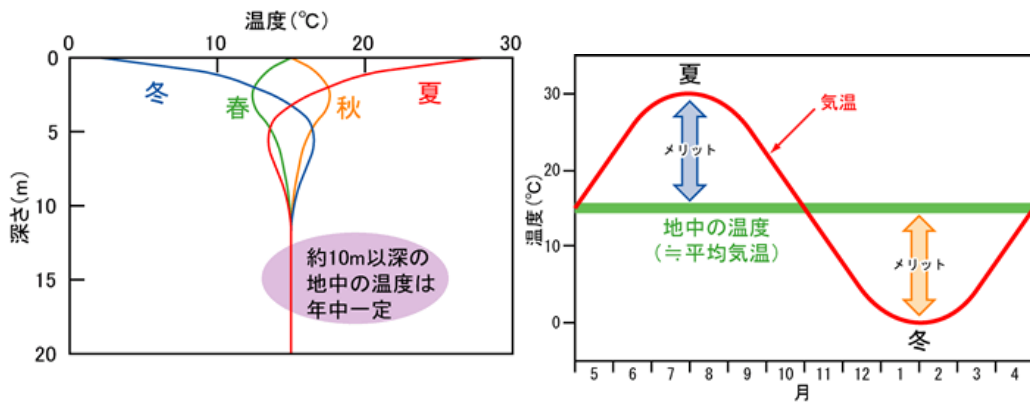 温度(℃)
0 10 20 30
0
5
10
15
20
深さ(m)
冬
春
秋
夏
約10m以深の
地中の温度は
年中一定
夏
気温
メリット
地中の温度
(≒平均気温)
メリット
冬
温度(℃)
30
20
10
0
5 6 7 8 9 10 11 12 1 2 3 4
月